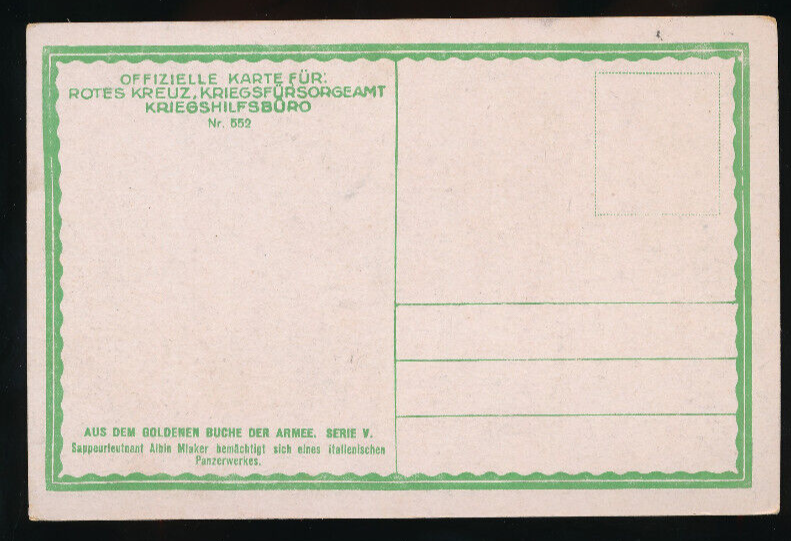 OFFIZIELLE KARTE FÜR:
ROTES KREUZ, KRIEGSFÜRSORGEAMT
KRIEGSHILFSBÜRO
Nr. 552
AUS DEM GOLDENEN BUCHE DER ARMEE. SERIE V.
Sappeurleutnant Albin Mlaker bemächtigt sich eines italienischen
Panzerwerkes.